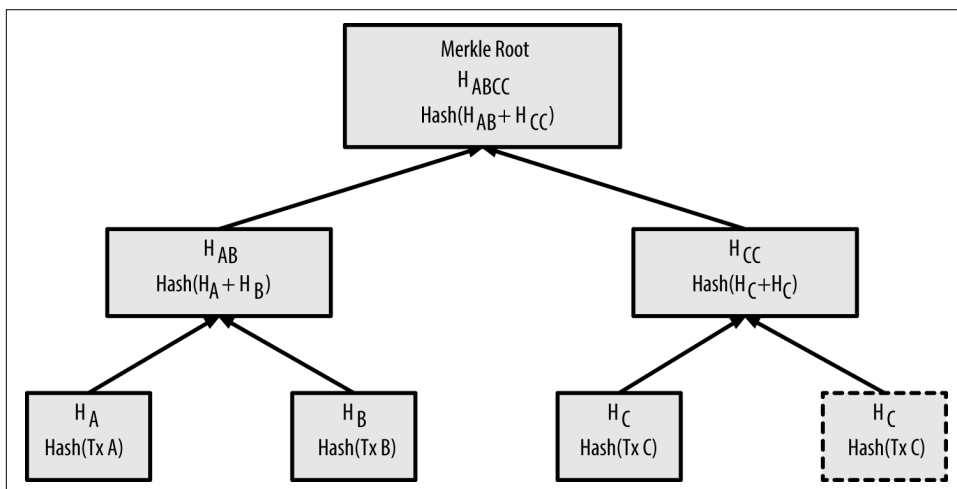 Merkle Root
H ABCC
Hash(H AB + H CC)
H AB
Hash(H A + H B)
H CC
Hash(H C+H C)
H A
Hash(Tx A)
H B
Hash(Tx B)
H C
Hash(Tx C)
H C
Hash(Tx C)